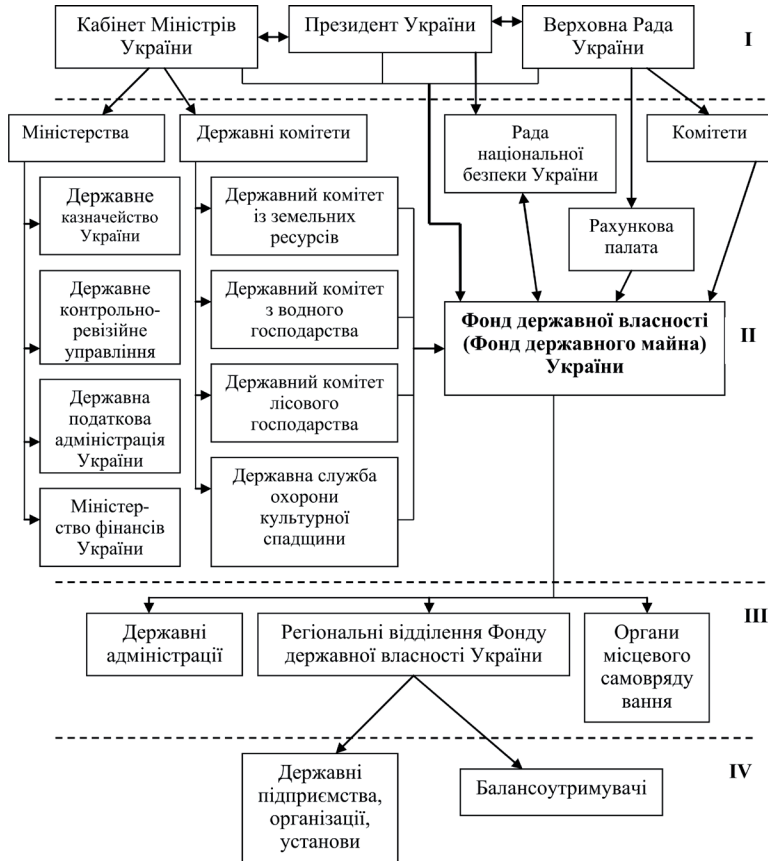 Кабінет Міністрів
України
Президент України
Верховна Рада
України
I
Міністерства
Державні комітети
Рада
національної
безпеки України
Комітети
Державне
казначейство
України
Державний комітет
із земельних
ресурсів
Рахункова
палата
Державне
контрольно-
ревізійне
управління
Державний комітет
з водного
господарства
Фонд державної власності
(Фонд державного майна)
України
II
Державна
податкова
адміністрація
України
Державний комітет
лісового
господарства
Міністер-
ство фінансів
України
Державна служба
охорони
культурної
спадщини
Державні
адміністрації
Регіональні відділення Фонду
державної власності України
Органи
місцевого
самовряду
вання
III
Державні
підприємства,
організації,
установи
Балансоутримувачі
IV